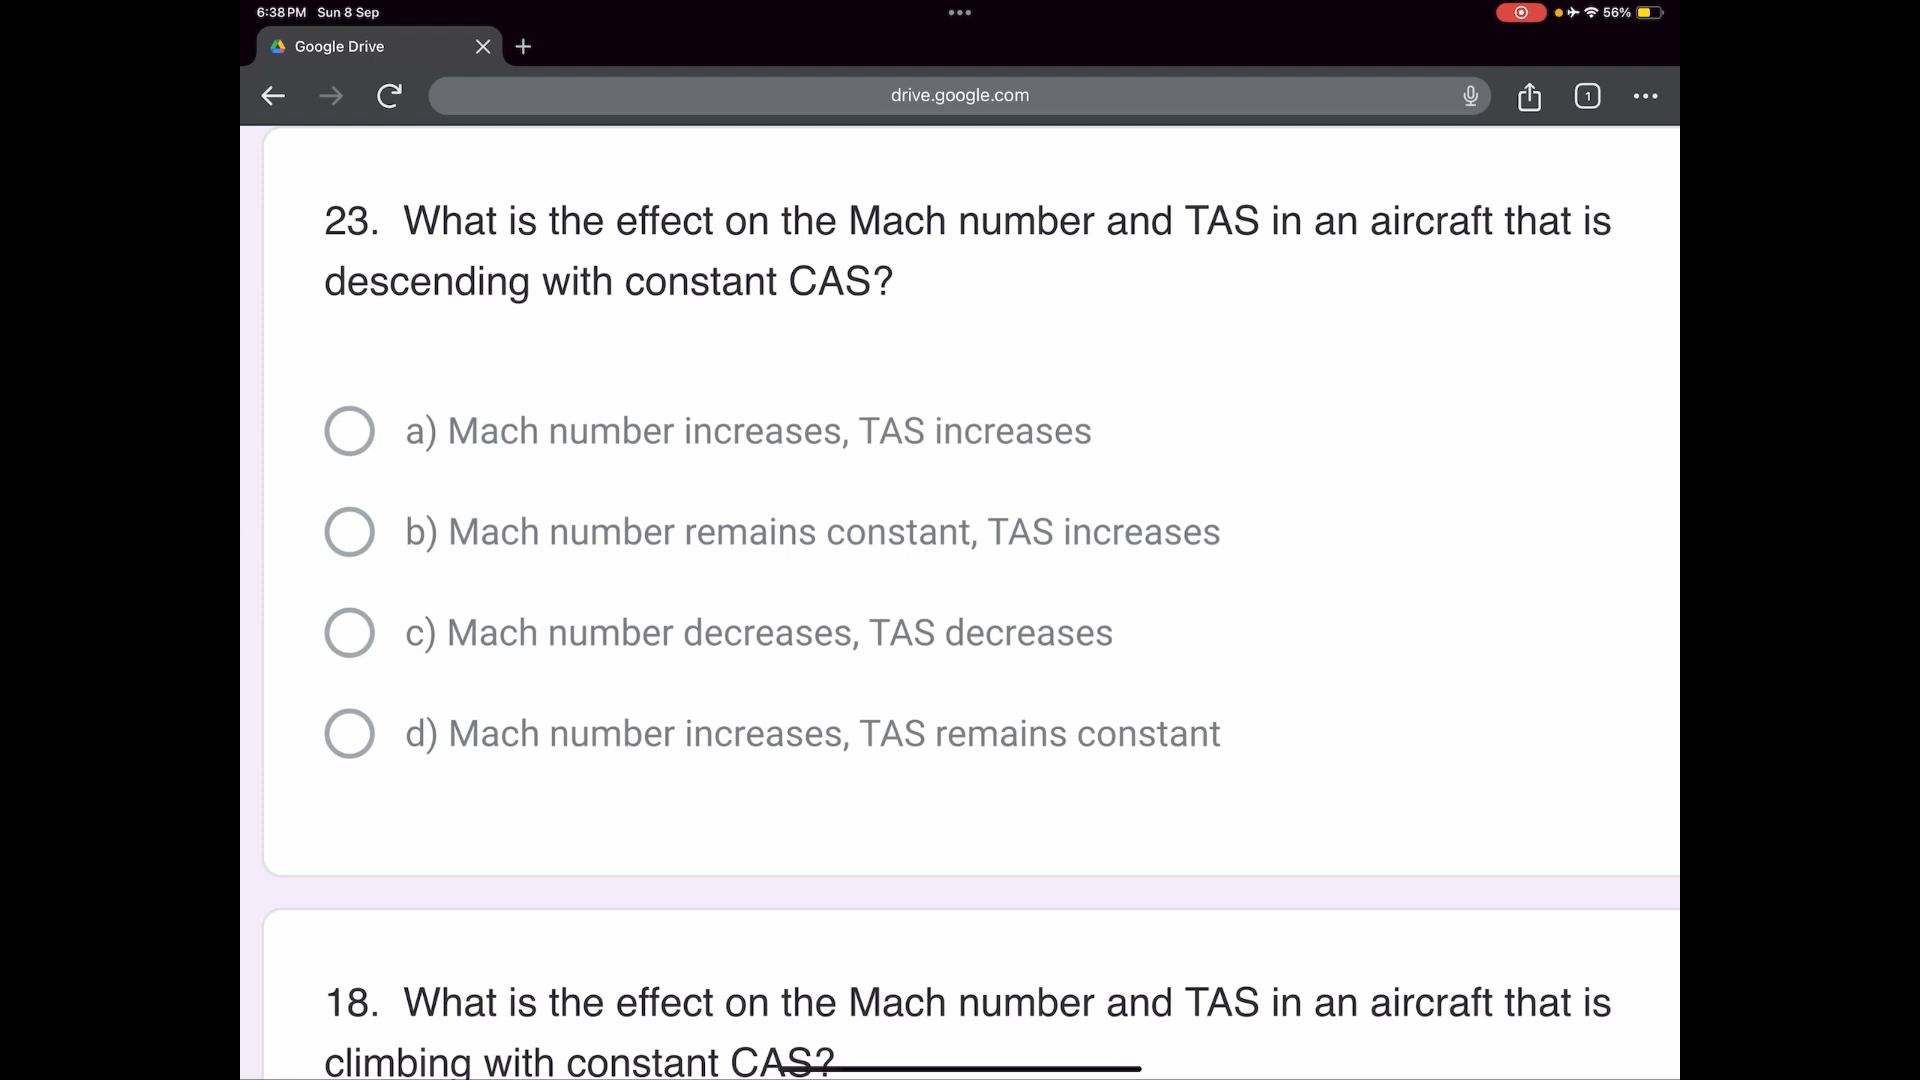 6:38 PM Sun 8 Sep
56%
Google Drive
drive.google.com
1
23. What is the effect on the Mach number and TAS in an aircraft that is
descending with constant CAS?
a) Mach number increases, TAS increases
b) Mach number remains constant, TAS increases
c) Mach number decreases, TAS decreases
d) Mach number increases, TAS remains constant
18. What is the effect on the Mach number and TAS in an aircraft that is
climbing with constant CAS?